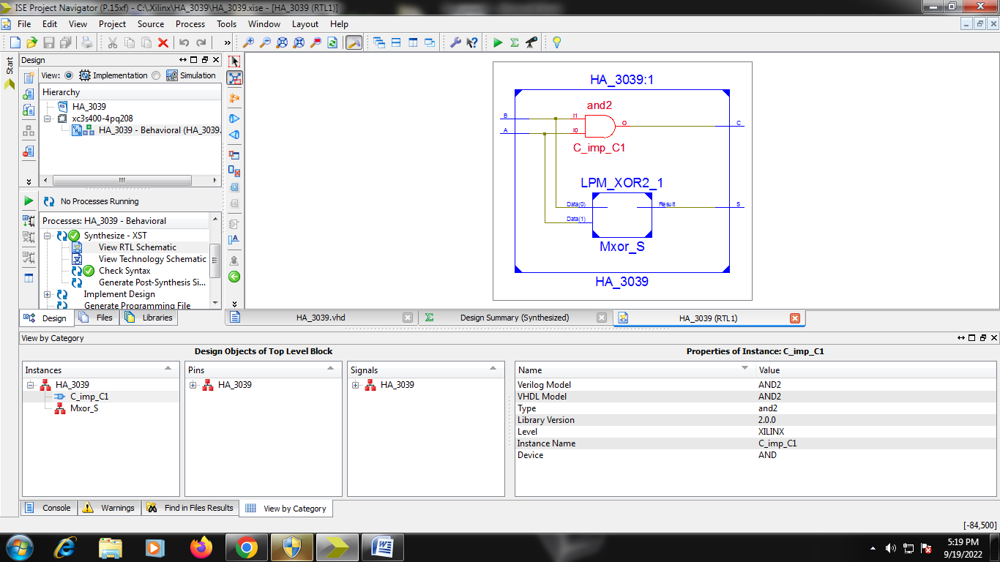 ISE Project Navigator (P.15xf) - C:\.Xilinx\HA_3039\HA_3039.xise - [HA_3039 (RTL1)]
File Edit View Project Source Process Tools Window Layout Help
Start
Design
View: Implementation Simulation
Hierarchy
HA_3039
xc3s400-4pq208
HA_3039 - Behavioral (HA_3039.
No Processes Running
Processes: HA_3039 - Behavioral
Synthesize - XST
View RTL Schematic
View Technology Schematic
Check Syntax
Generate Post-Synthesis Si...
Implement Design
Generate Programming File
Design Files Libraries
HA_3039:1
and2
B I1
O C
A I0
C_imp_C1
LPM_XOR2_1
Data(0) Result S
Data(1)
Mxor_S
HA_3039
HA_3039.vhd Design Summary (Synthesized) HA_3039 (RTL1)
View by Category
Design Objects of Top Level Block
Instances Pins Signals
HA_3039 HA_3039 HA_3039
C_imp_C1
Mxor_S
Properties of Instance: C_imp_C1
Name Value
Verilog Model AND2
VHDL Model AND2
Type and2
Library Version 2.0.0
Level XILINX
Instance Name C_imp_C1
Device AND
Console Warnings Find in Files Results View by Category
[-84,500]
5:19 PM
9/19/2022